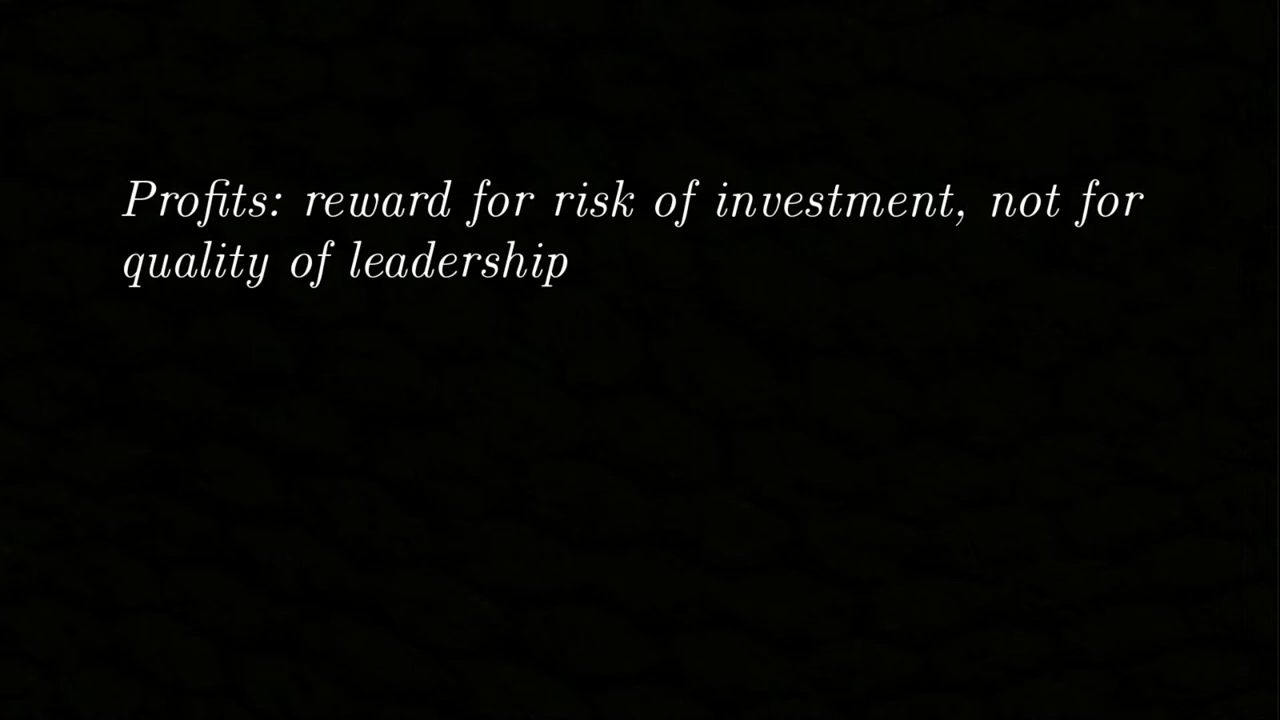 Profits: reward for risk of investment, not for
quality of leadership